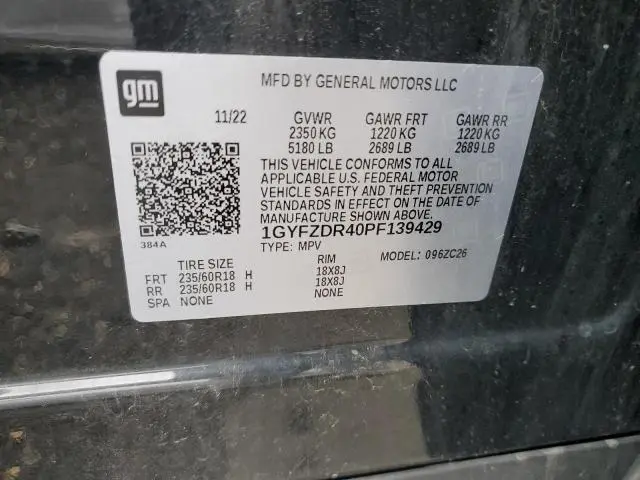 gm
MFD BY GENERAL MOTORS LLC
11/22 GVWR GAWR FRT GAWR RR
2350 KG 1220 KG 1220 KG
5180 LB 2689 LB 2689 LB
THIS VEHICLE CONFORMS TO ALL
APPLICABLE U.S. FEDERAL MOTOR
VEHICLE SAFETY AND THEFT PREVENTION
STANDARDS IN EFFECT ON THE DATE OF
MANUFACTURE SHOWN ABOVE.
384A
1GYFZDR40PF139429
TYPE: MPV MODEL: 096ZC26
TIRE SIZE RIM
FRT 235/60R18 H 18X8J
RR 235/60R18 H 18X8J
SPA NONE NONE